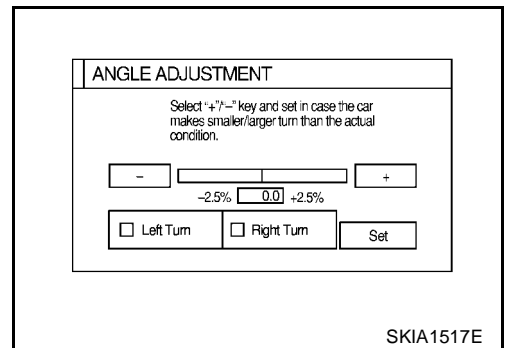 ANGLE ADJUSTMENT
Select "+"/"–" key and set in case the car
makes smaller/larger turn than the actual
condition.
– +
–2.5% 0.0 +2.5%
Left Turn Right Turn Set
SKIA1517E